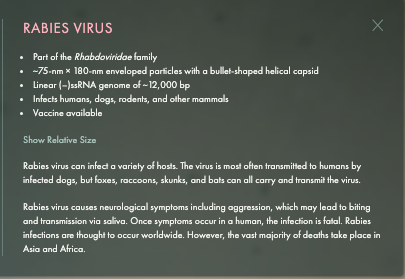 RABIES VIRUS
• Part of the Rhabdoviridae family
• ~75-nm × 180-nm enveloped particles with a bullet-shaped helical capsid
• Linear (–)ssRNA genome of ~12,000 bp
• Infects humans, dogs, rodents, and other mammals
• Vaccine available
Show Relative Size
Rabies virus can infect a variety of hosts. The virus is most often transmitted to humans by
infected dogs, but foxes, raccoons, skunks, and bats can all carry and transmit the virus.
Rabies virus causes neurological symptoms including aggression, which may lead to biting
and transmission via saliva. Once symptoms occur in a human, the infection is fatal. Rabies
infections are thought to occur worldwide. However, the vast majority of deaths take place in
Asia and Africa.